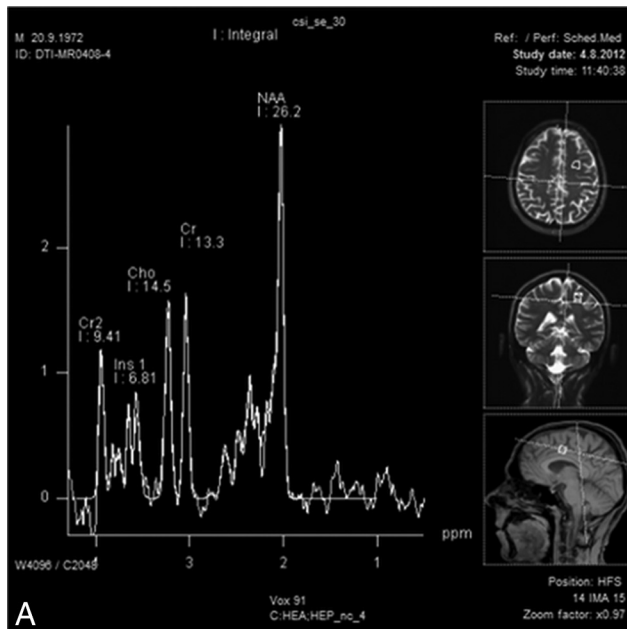 csi_se_30
M 20.9.1972
ID: DTI-MR0408-4
I : Integral
Ref: / Perf: Sched.Med
Study date: 4.8.2012
Study time: 11:40:38
NAA
I : 26.2
Cr
I : 13.3
Cho
I : 14.5
Cr2
I : 9.41
Ins 1
I : 6.81
2
1
0
ppm
3
2
1
W4096 / C2048
Vox 91
C:HEA;HEP_nc_4
Position: HFS
14 IMA 15
Zoom factor: x0.97
A